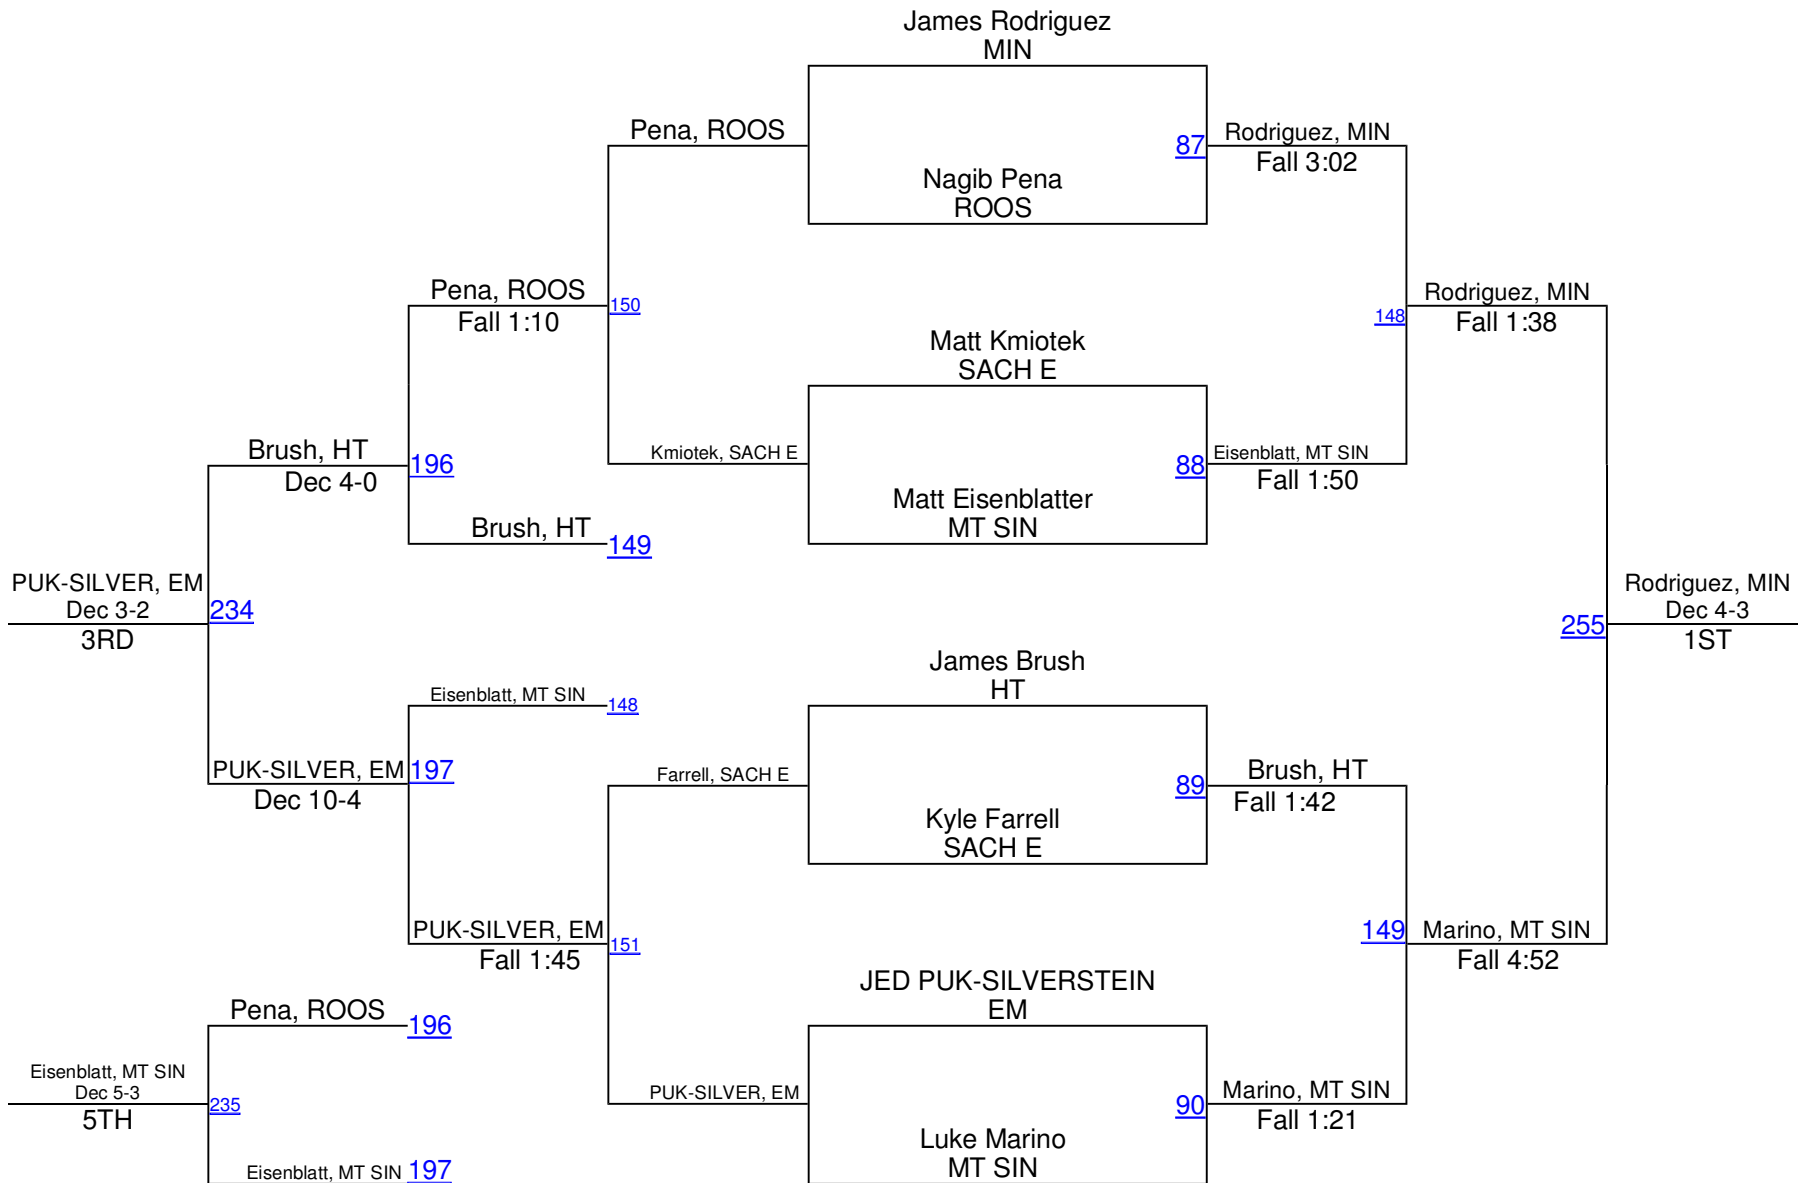 James Rodriguez
MIN
Pena, ROOS
87
Rodriguez, MIN
Fall 3:02
Nagib Pena
ROOS
Pena, ROOS
150
Fall 1:10
Rodriguez, MIN
148
Fall 1:38
Matt Kmiotek
SACH E
Brush, HT
196
Dec 4-0
Kmiotek, SACH E
88
Eisenblatt, MT SIN
Fall 1:50
Matt Eisenblatter
MT SIN
Brush, HT
149
PUK-SILVER, EM
Dec 3-2
234
3RD
Rodriguez, MIN
Dec 4-3
255
1ST
James Brush
HT
Eisenblatt, MT SIN
148
PUK-SILVER, EM
197
Dec 10-4
Farrell, SACH E
89
Brush, HT
Fall 1:42
Kyle Farrell
SACH E
PUK-SILVER, EM
151
Fall 1:45
149
Marino, MT SIN
Fall 4:52
JED PUK-SILVERSTEIN
EM
Pena, ROOS
196
Eisenblatt, MT SIN
Dec 5-3
235
5TH
PUK-SILVER, EM
90
Marino, MT SIN
Fall 1:21
Luke Marino
MT SIN
Eisenblatt, MT SIN
197